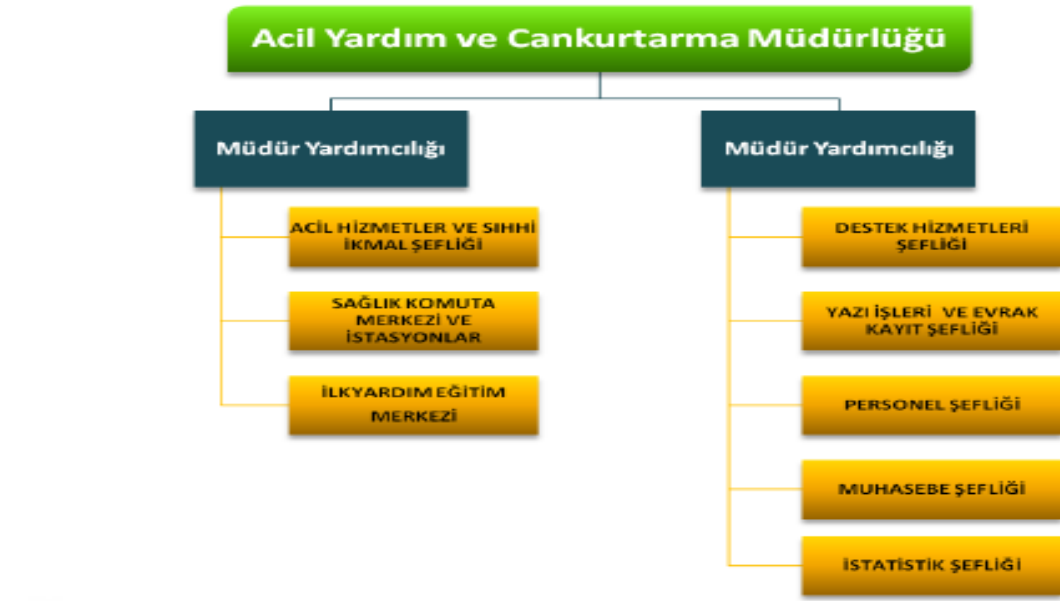 Acil Yardım ve Cankurtarma Müdürlüğü
Müdür Yardımcılığı
ACİL HİZMETLER VE SIHHİ
İKMAL ŞEFLİĞİ
SAĞLIK KOMUTA
MERKEZİ VE
İSTASYONLAR
İLKYARDIM EĞİTİM
MERKEZİ
Müdür Yardımcılığı
DESTEK HİZMETLERİ
ŞEFLİĞİ
YAZI İŞLERİ VE EVRAK
KAYIT ŞEFLİĞİ
PERSONEL ŞEFLİĞİ
MUHASEBE ŞEFLİĞİ
İSTATİSTİK ŞEFLİĞİ